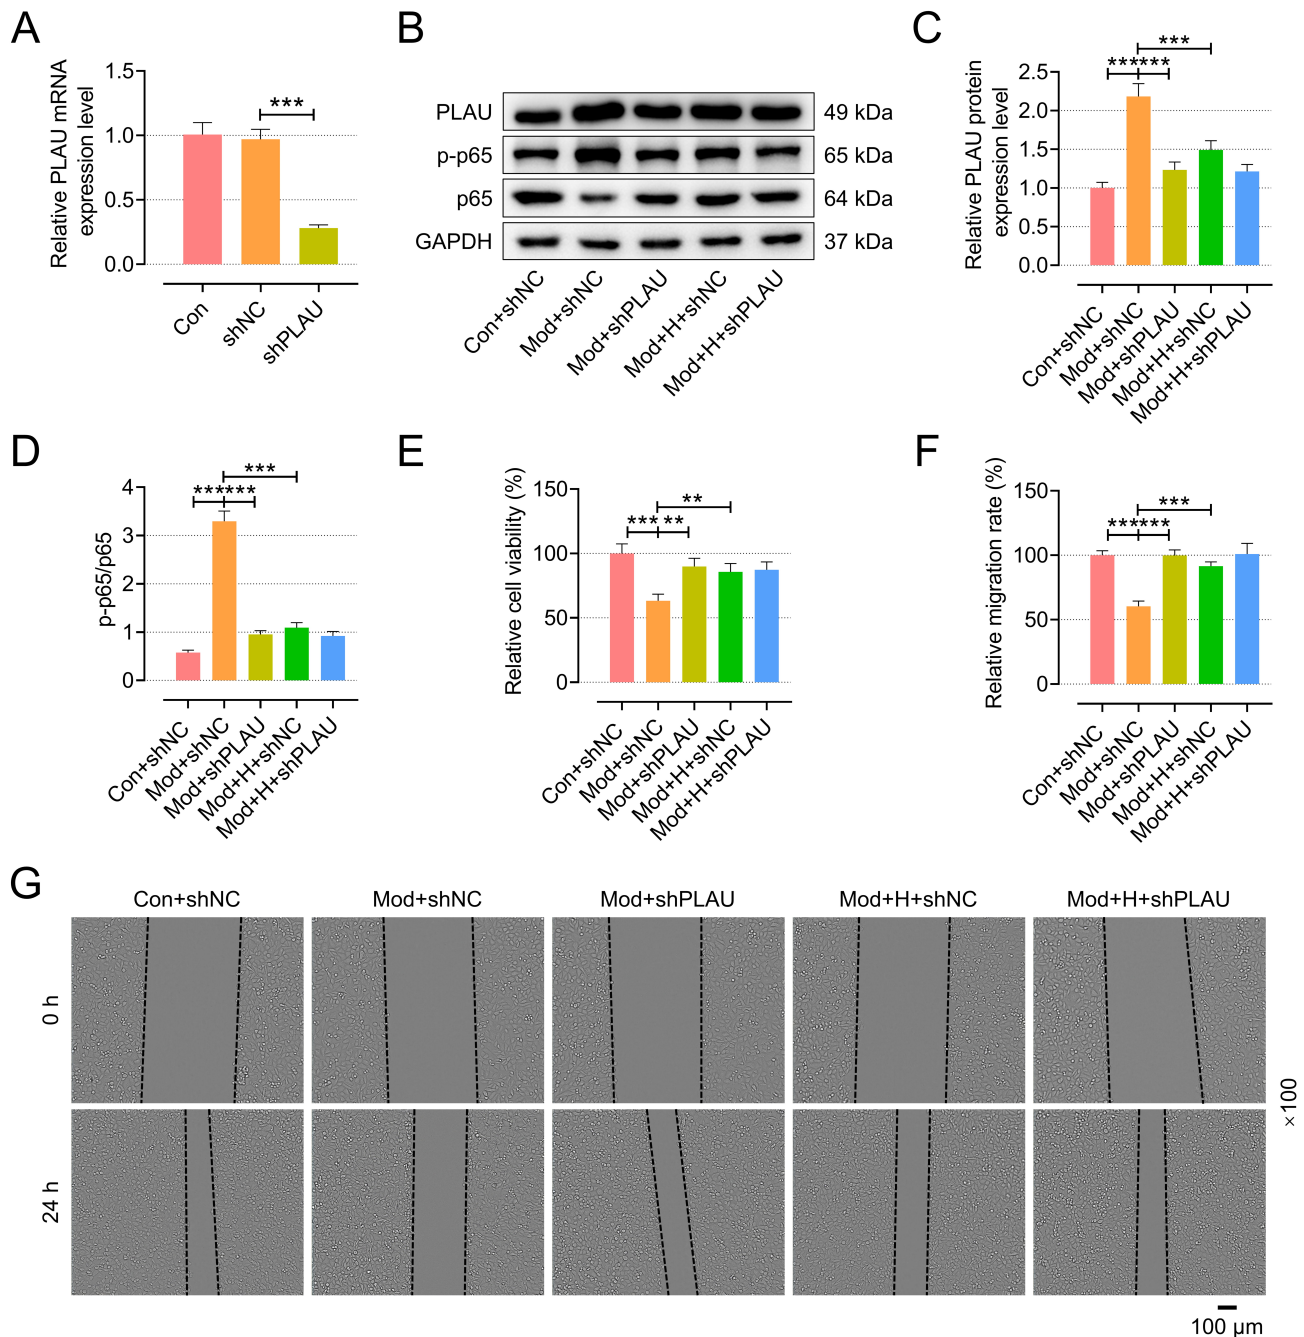 A
Relative PLAU mRNA
expression level
1.5
1.0
0.5
0.0
***
Con
shNC
shPLAU
B
PLAU
49 kDa
p-p65
65 kDa
p65
64 kDa
GAPDH
37 kDa
Con+shNC
Mod+shNC
Mod+shPLAU
Mod+H+shNC
Mod+H+shPLAU
C
Relative PLAU protein
expression level
2.5
2.0
1.5
1.0
0.5
0.0
***
******
Con+shNC
Mod+shNC
Mod+shPLAU
Mod+H+shNC
Mod+H+shPLAU
D
p-p65/p65
4
3
2
1
0
***
******
Con+shNC
Mod+shNC
Mod+shPLAU
Mod+H+shNC
Mod+H+shPLAU
E
Relative cell viability (%)
150
100
50
0
**
*** **
Con+shNC
Mod+shNC
Mod+shPLAU
Mod+H+shNC
Mod+H+shPLAU
F
Relative migration rate (%)
150
100
50
0
***
******
Con+shNC
Mod+shNC
Mod+shPLAU
Mod+H+shNC
Mod+H+shPLAU
G
Con+shNC
Mod+shNC
Mod+shPLAU
Mod+H+shNC
Mod+H+shPLAU
0 h
24 h
×100
100 μm